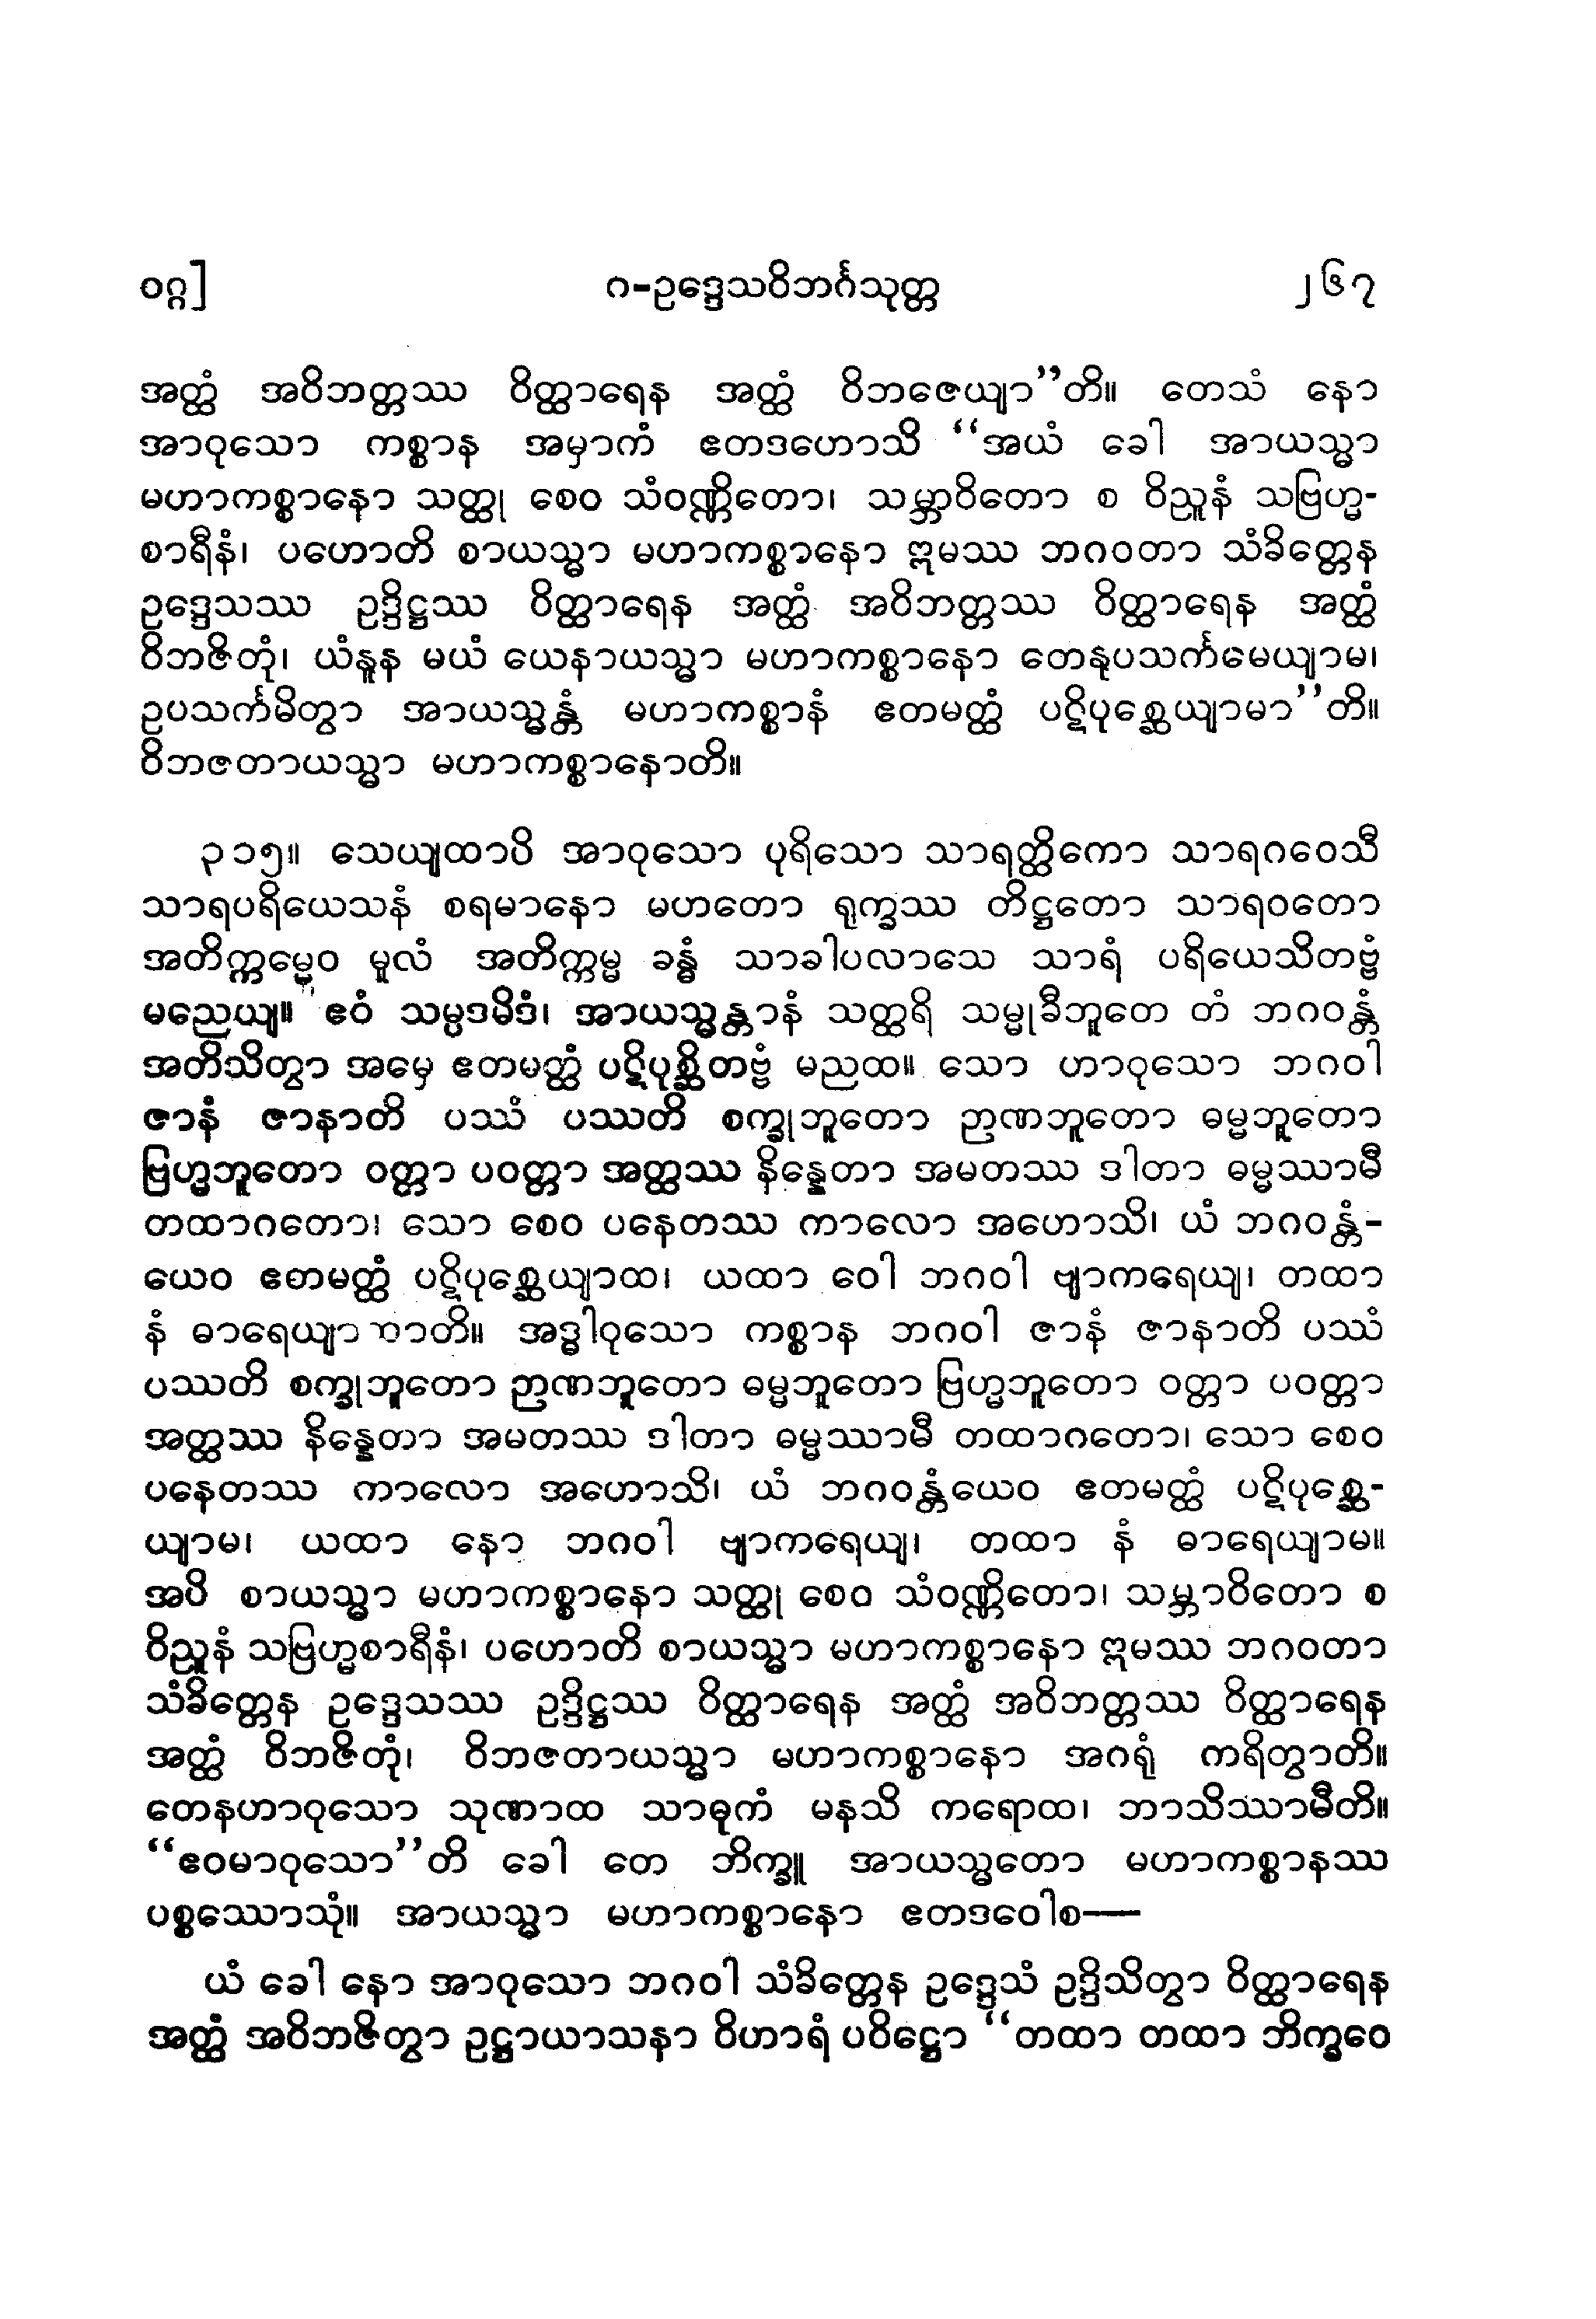 ဝဂ္ဂ] ဂ-ဥဒ္ဒေသဝိဘင်္ဂသုတ္တ ၂၆၇
အတ္ထံ အဝိဘတ္တဿ ဝိတ္ထာရေန အတ္ထံ ဝိဘဇေယျာ”တိ။ တေသံ နော
အာဝုသော ကစ္စာန အမှာကံ ဧတဒဟောသိ “အယံ ခေါ အာယသ္မာ
မဟာကစ္စာနော သတ္ထု စေဝ သံဝဏ္ဏိတော၊ သမ္ဘာဝိတော စ ဝိညူနံ သဗြဟ္မ-
စာရီနံ၊ ပဟောတိ စာယသ္မာ မဟာကစ္စာနော ဣမဿ ဘဂဝတာ သံခိတ္တေန
ဥဒ္ဒေသဿ ဥဒ္ဒိဋ္ဌဿ ဝိတ္ထာရေန အတ္ထံ အဝိဘတ္တဿ ဝိတ္ထာရေန အတ္ထံ
ဝိဘဇိတုံ၊ ယံနူန မယံ ယေနာယသ္မာ မဟာကစ္စာနော တေနုပသင်္ကမေယျာမ၊
ဥပသင်္ကမိတွာ အာယသ္မန္တံ မဟာကစ္စာနံ ဧတမတ္ထံ ပဋိပုစ္ဆေယျာမာ”တိ။
ဝိဘဇတာယသ္မာ မဟာကစ္စာနောတိ။
၃၁၅။ သေယျထာပိ အာဝုသော ပုရိသော သာရတ္ထိကော သာရဂဝေသီ
သာရပရိယေသနံ စရမာနော မဟတော ရုက္ခဿ တိဋ္ဌတော သာရဝတော
အတိက္ကမ္မေဝ မူလံ အတိက္ကမ္မ ခန္ဓံ သာခါပလာသေ သာရံ ပရိယေသိတဗ္ဗံ
မညေယျ။ ဧဝံ သမ္ပဒမိဒံ၊ အာယသ္မန္တာနံ သတ္ထရိ သမ္မုခီဘူတေ တံ ဘဂဝန္တံ
အတိသိတွာ အမှေ ဧတမတ္ထံ ပဋိပုစ္ဆိတဗ္ဗံ မညထ။ သော ဟာဝုသော ဘဂဝါ
ဇာနံ ဇာနာတိ ပဿံ ပဿတိ စက္ခုဘူတော ဉာဏဘူတော ဓမ္မဘူတော
ဗြဟ္မဘူတော ဝတ္တာ ပဝတ္တာ အတ္ထဿ နိန္နေတာ အမတဿ ဒါတာ ဓမ္မဿာမီ
တထာဂတော၊ သော စေဝ ပနေတဿ ကာလော အဟောသိ၊ ယံ ဘဂဝန္တံ-
ယေဝ ဧတမတ္ထံ ပဋိပုစ္ဆေယျာထ၊ ယထာ ဝေါ ဘဂဝါ ဗျာကရေယျ၊ တထာ
နံ ဓာရေယျာထာတိ။ အဒ္ဓါဝုသော ကစ္စာန ဘဂဝါ ဇာနံ ဇာနာတိ ပဿံ
ပဿတိ စက္ခုဘူတော ဉာဏဘူတော ဓမ္မဘူတော ဗြဟ္မဘူတော ဝတ္တာ ပဝတ္တာ
အတ္ထဿ နိန္နေတာ အမတဿ ဒါတာ ဓမ္မဿာမီ တထာဂတော၊ သော စေဝ
ပနေတဿ ကာလော အဟောသိ၊ ယံ ဘဂဝန္တံယေဝ ဧတမတ္ထံ ပဋိပုစ္ဆေ-
ယျာမ၊ ယထာ နော ဘဂဝါ ဗျာကရေယျ၊ တထာ နံ ဓာရေယျာမ။
အပိ စာယသ္မာ မဟာကစ္စာနော သတ္ထု စေဝ သံဝဏ္ဏိတော၊ သမ္ဘာဝိတော စ
ဝိညူနံ သဗြဟ္မစာရီနံ၊ ပဟောတိ စာယသ္မာ မဟာကစ္စာနော ဣမဿ ဘဂဝတာ
သံခိတ္တေန ဥဒ္ဒေသဿ ဥဒ္ဒိဋ္ဌဿ ဝိတ္ထာရေန အတ္ထံ အဝိဘတ္တဿ ဝိတ္ထာရေန
အတ္ထံ ဝိဘဇိတုံ၊ ဝိဘဇတာယသ္မာ မဟာကစ္စာနော အဂရုံ ကရိတွာတိ။
တေနဟာဝုသော သုဏာထ သာဓုကံ မနသိ ကရောထ၊ ဘာသိဿာမီတိ။
“ဧဝမာဝုသော”တိ ခေါ တေ ဘိက္ခူ အာယသ္မတော မဟာကစ္စာနဿ
ပစ္စဿောသုံ။ အာယသ္မာ မဟာကစ္စာနော ဧတဒဝေါစ—
ယံ ခေါ နော အာဝုသော ဘဂဝါ သံခိတ္တေန ဥဒ္ဒေသံ ဥဒ္ဒိသိတွာ ဝိတ္ထာရေန
အတ္ထံ အဝိဘဇိတွာ ဥဋ္ဌာယာသနာ ဝိဟာရံ ပဝိဋ္ဌော “တထာ တထာ ဘိက္ခဝေ